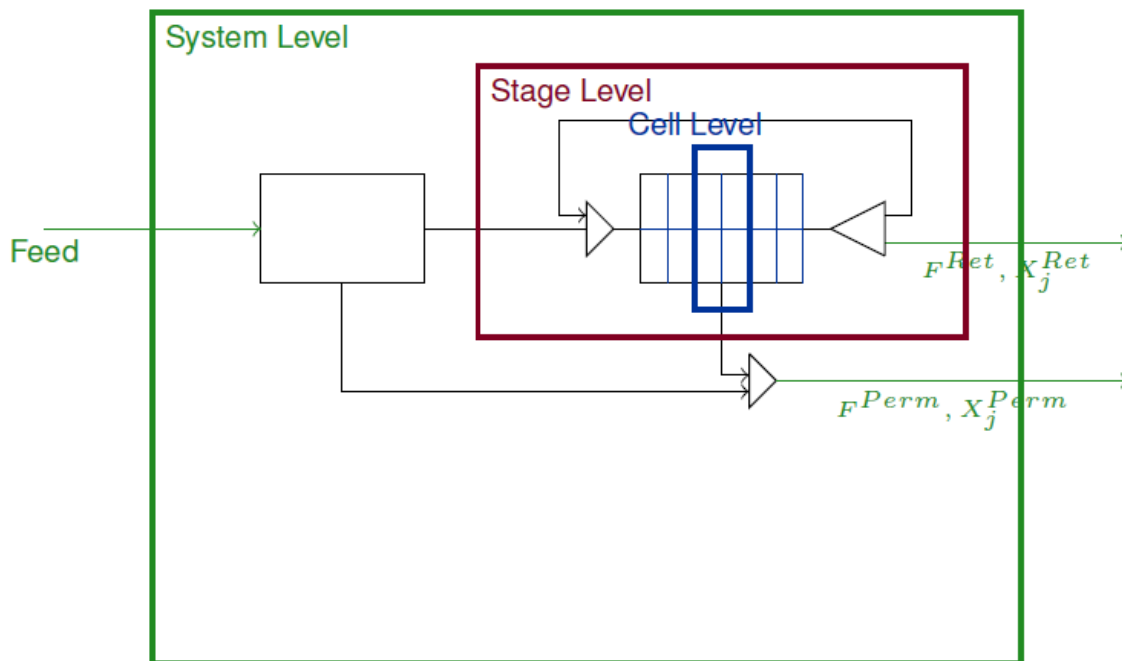 System Level
Stage Level
Cell Level
Feed
F^{Ret}, X_j^{Ret}
F^{Perm}, X_j^{Perm}